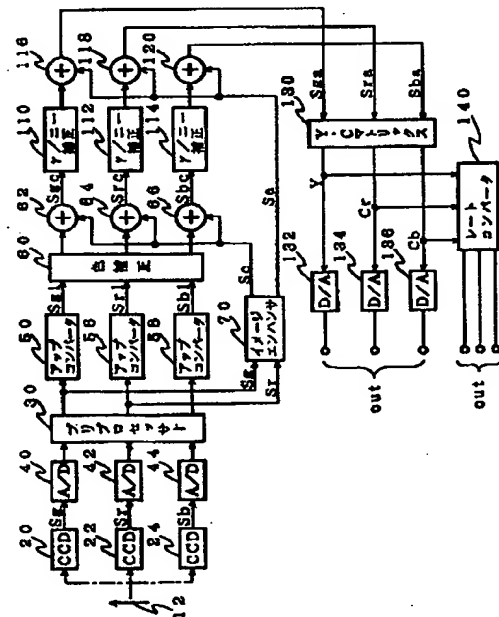 12
20
CCD
22
CCD
24
CCD
Sg
Sr
Sb
40
A/D
42
A/D
44
A/D
30
プリプロセッサ
Sg
Sr
50
アップ
コンバータ
56
アップ
コンバータ
58
アップ
コンバータ
Sgl
Srl
Sbl
60
色補正
70
イメージ
エンハンサ
Sc
Sa
62
64
66
Sgc
Src
Sbc
110
γ/ニー
補正
112
γ/ニー
補正
114
γ/ニー
補正
116
118
120
Sga
Sra
Sba
130
Y・Cマトリックス
Y
Cr
Cb
132
D/A
134
D/A
136
D/A
out
140
レート
コンバータ
out